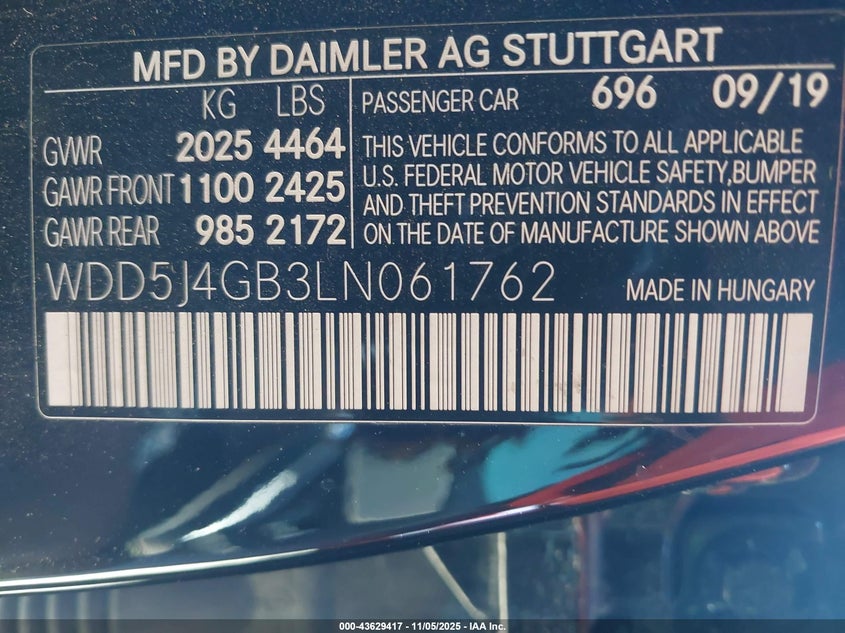 MFD BY DAIMLER AG STUTTGART
KG LBS
GVWR 2025 4464
GAWR FRONT 1100 2425
GAWR REAR 985 2172
PASSENGER CAR 696 09/19
THIS VEHICLE CONFORMS TO ALL APPLICABLE
U.S. FEDERAL MOTOR VEHICLE SAFETY,BUMPER
AND THEFT PREVENTION STANDARDS IN EFFECT
ON THE DATE OF MANUFACTURE SHOWN ABOVE
WDD5J4GB3LN061762 MADE IN HUNGARY
000-43629417 - 11/05/2025 - IAA Inc.